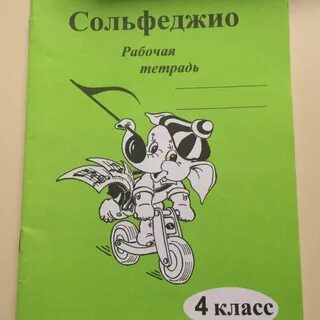 Сольфеджио
Рабочая
тетрадь
4 класс